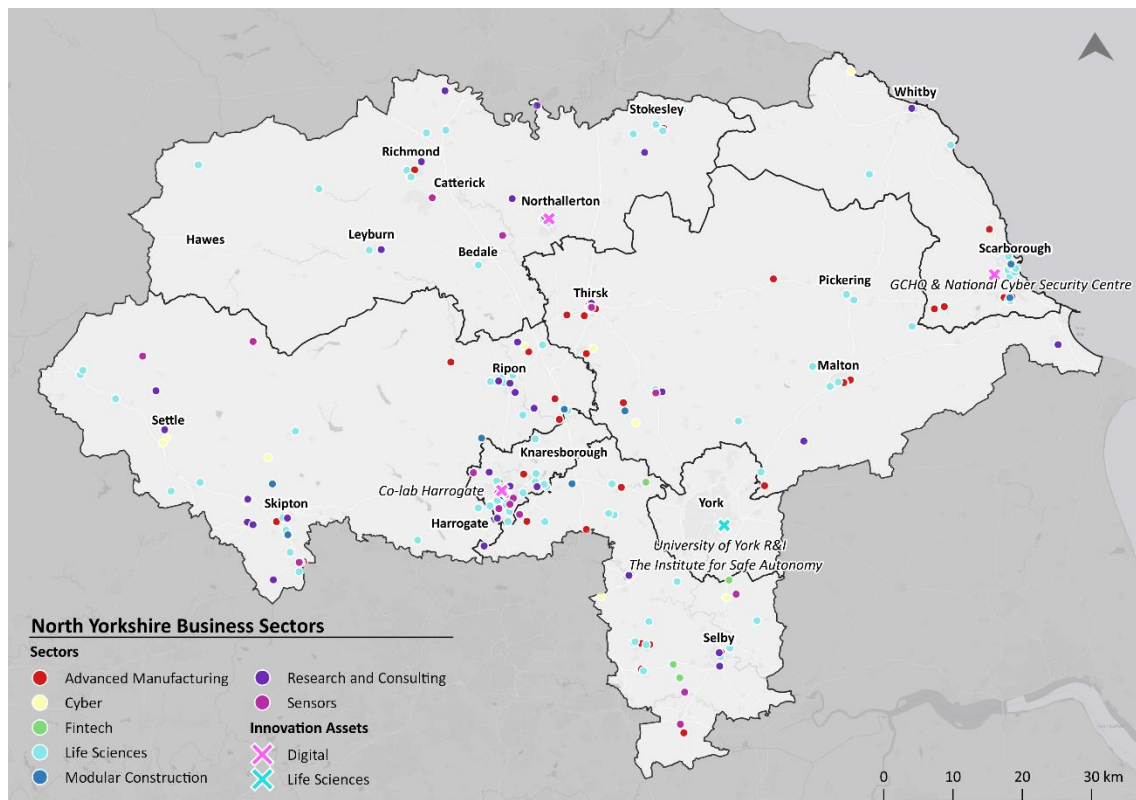 Whitby
Stokesley
Richmond
Catterick
Northallerton
Hawes
Leyburn
Bedale
Scarborough
GCHQ & National Cyber Security Centre
Pickering
Thirsk
Malton
Ripon
Settle
Knaresborough
Co-lab Harrogate
Skipton
Harrogate
York
University of York R&I
The Institute for Safe Autonomy
Selby
North Yorkshire Business Sectors
Sectors
Advanced Manufacturing
Cyber
Fintech
Life Sciences
Modular Construction
Research and Consulting
Sensors
Innovation Assets
Digital
Life Sciences
0 10 20 30 km